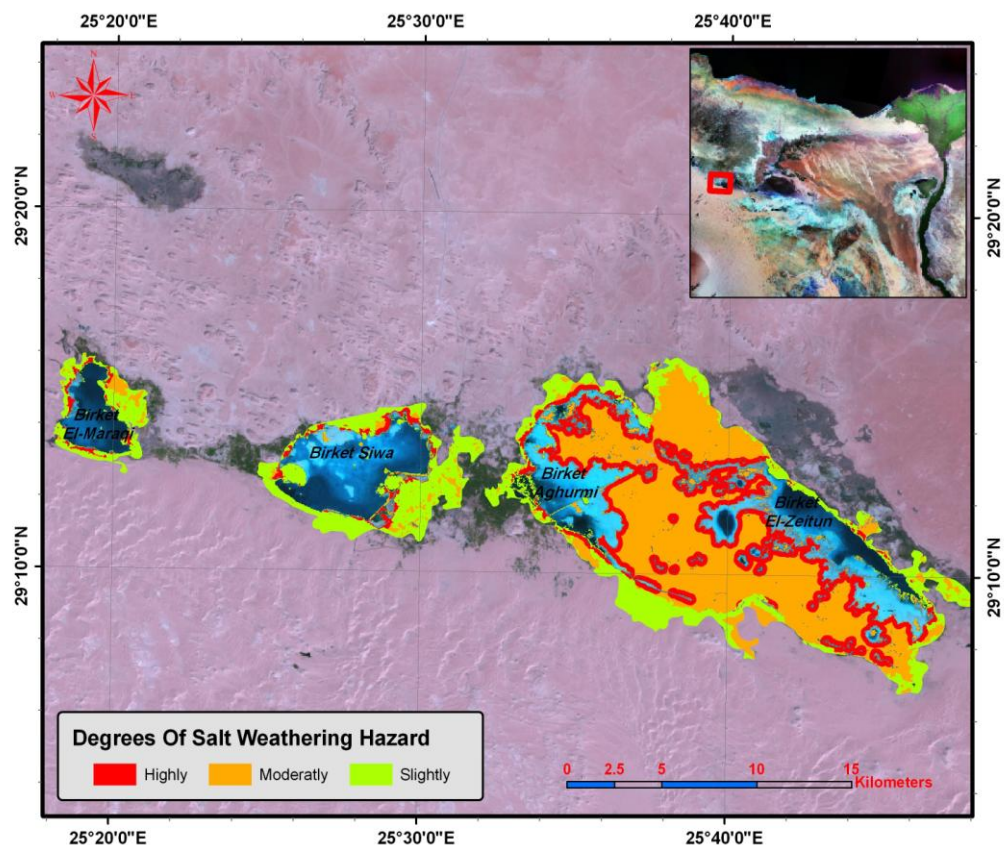 25°20'0"E 25°30'0"E 25°40'0"E
N
W E
S
29°20'0"N 29°20'0"N
Birket
El-Maraqi
Birket Siwa
Birket
Aghurmi
Birket
El-Zeitun
29°10'0"N 29°10'0"N
Degrees Of Salt Weathering Hazard
Highly Moderatly Slightly
0 2.5 5 10 15
Kilometers
25°20'0"E 25°30'0"E 25°40'0"E